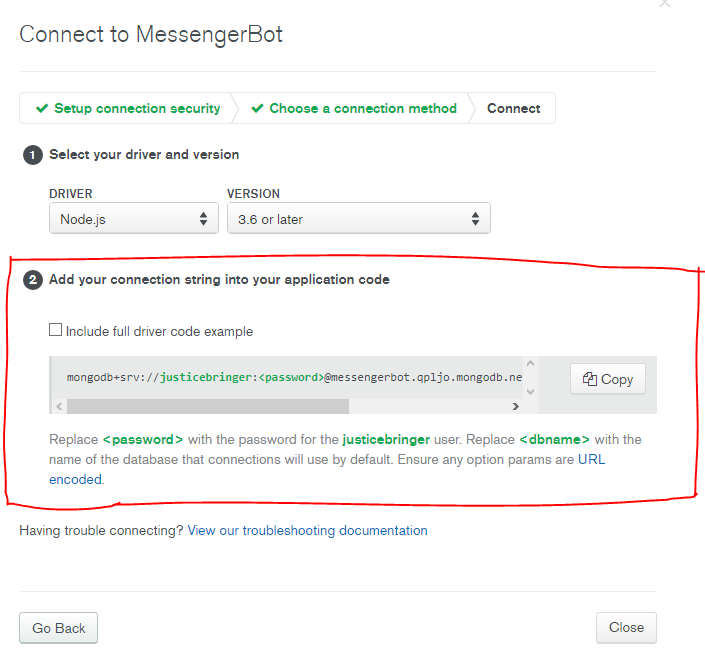 Connect to MessengerBot
Setup connection security
Choose a connection method
Connect
1 Select your driver and version
DRIVER
VERSION
Node.js
3.6 or later
2 Add your connection string into your application code
Include full driver code example
mongodb+srv://justicebringer:<password>@messengerbot.qpljo.mongodb.ne
Copy
Replace <password> with the password for the justicebringer user. Replace <dbname> with the
name of the database that connections will use by default. Ensure any option params are URL
encoded.
Having trouble connecting? View our troubleshooting documentation
Go Back
Close